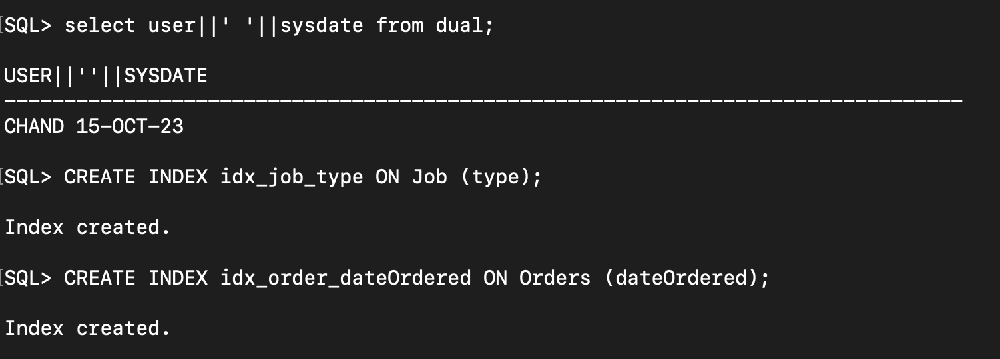 SQL> select user||' '||sysdate from dual;
USER||''||SYSDATE
--------------------------------------------------------------------------------
CHAND 15-OCT-23
SQL> CREATE INDEX idx_job_type ON Job (type);
Index created.
SQL> CREATE INDEX idx_order_dateOrdered ON Orders (dateOrdered);
Index created.